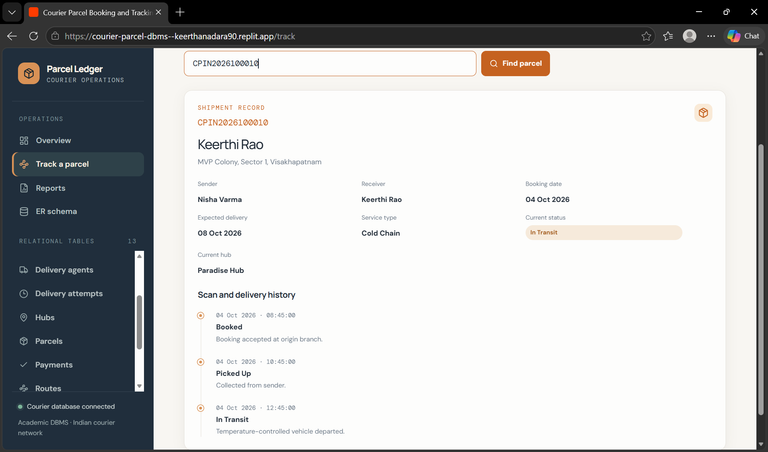 Courier Parcel Booking and Trackin
https://courier-parcel-dbms--keerthanadara90.replit.app/track
Chat
Parcel Ledger
COURIER OPERATIONS
OPERATIONS
Overview
Track a parcel
Reports
ER schema
RELATIONAL TABLES 13
Delivery agents
Delivery attempts
Hubs
Parcels
Payments
Routes
Courier database connected
Academic DBMS · Indian courier
network
CPIN2026100010
Find parcel
SHIPMENT RECORD
CPIN2026100010
Keerthi Rao
MVP Colony, Sector 1, Visakhapatnam
Sender Receiver Booking date
Nisha Varma Keerthi Rao 04 Oct 2026
Expected delivery Service type Current status
08 Oct 2026 Cold Chain In Transit
Current hub
Paradise Hub
Scan and delivery history
04 Oct 2026 · 08:45:00
Booked
Booking accepted at origin branch.
04 Oct 2026 · 10:45:00
Picked Up
Collected from sender.
04 Oct 2026 · 12:45:00
In Transit
Temperature-controlled vehicle departed.